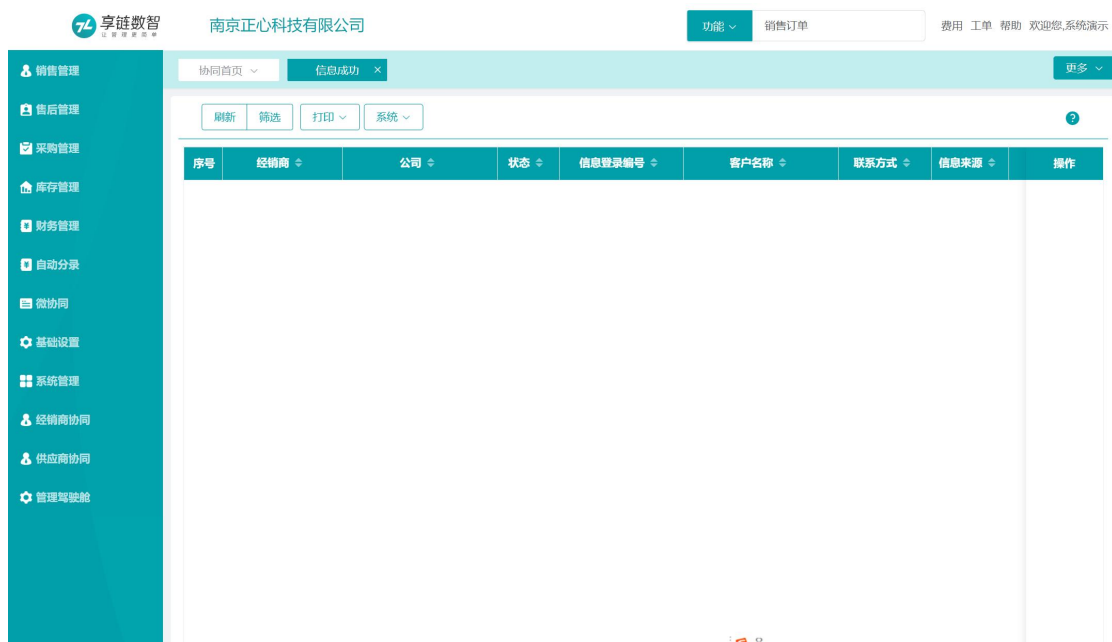 享链数智
让管理更简单
南京正心科技有限公司
功能
销售订单
费用 工单 帮助 欢迎您,系统演示
销售管理
售后管理
采购管理
库存管理
财务管理
自动分录
微协同
基础设置
系统管理
经销商协同
供应商协同
管理驾驶舱
协同首页
信息成功 ×
更多
刷新 筛选 打印 系统
?
序号 经销商 公司 状态 信息登录编号 客户名称 联系方式 信息来源 操作